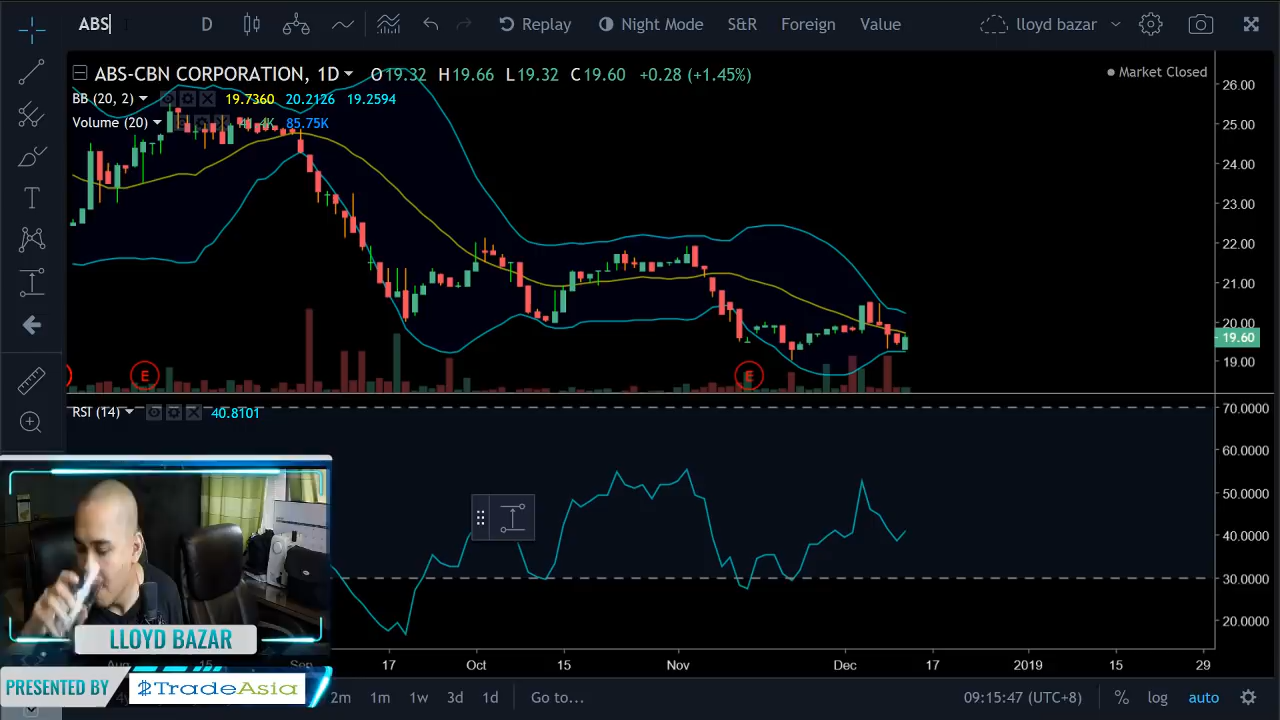 ABS D Replay Night Mode S&R Foreign Value lloyd bazar
ABS-CBN CORPORATION, 1D O19.32 H19.66 L19.32 C19.60 +0.28 (+1.45%) Market Closed
BB (20, 2) 19.7360 20.2126 19.2594
Volume (20) 85.75K
26.00
25.00
24.00
23.00
22.00
21.00
20.00
19.60
19.00
E E
RSI (14) 40.8101
70.0000
60.0000
50.0000
40.0000
30.0000
20.0000
LLOYD BAZAR
17 Oct 15 Nov Dec 17 2019 15 29
PRESENTED BY $TradeAsia
2m 1m 1w 3d 1d Go to... 09:15:47 (UTC+8) % log auto